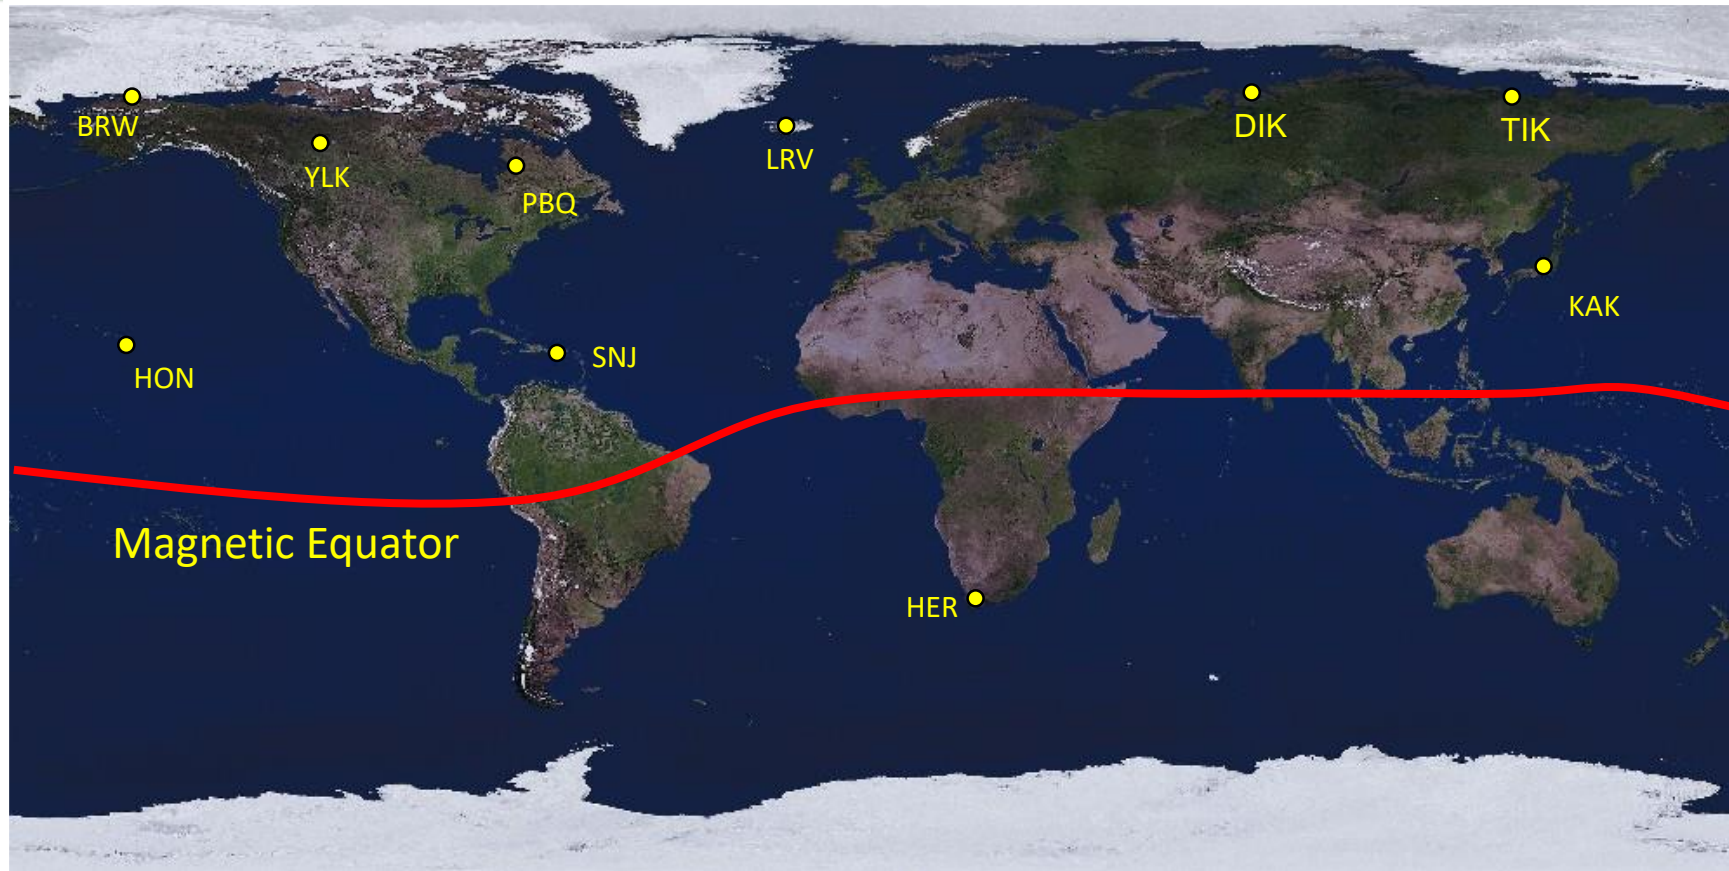 BRW
YLK
PBQ
LRV
DIK
TIK
KAK
HON
SNJ
Magnetic Equator
HER